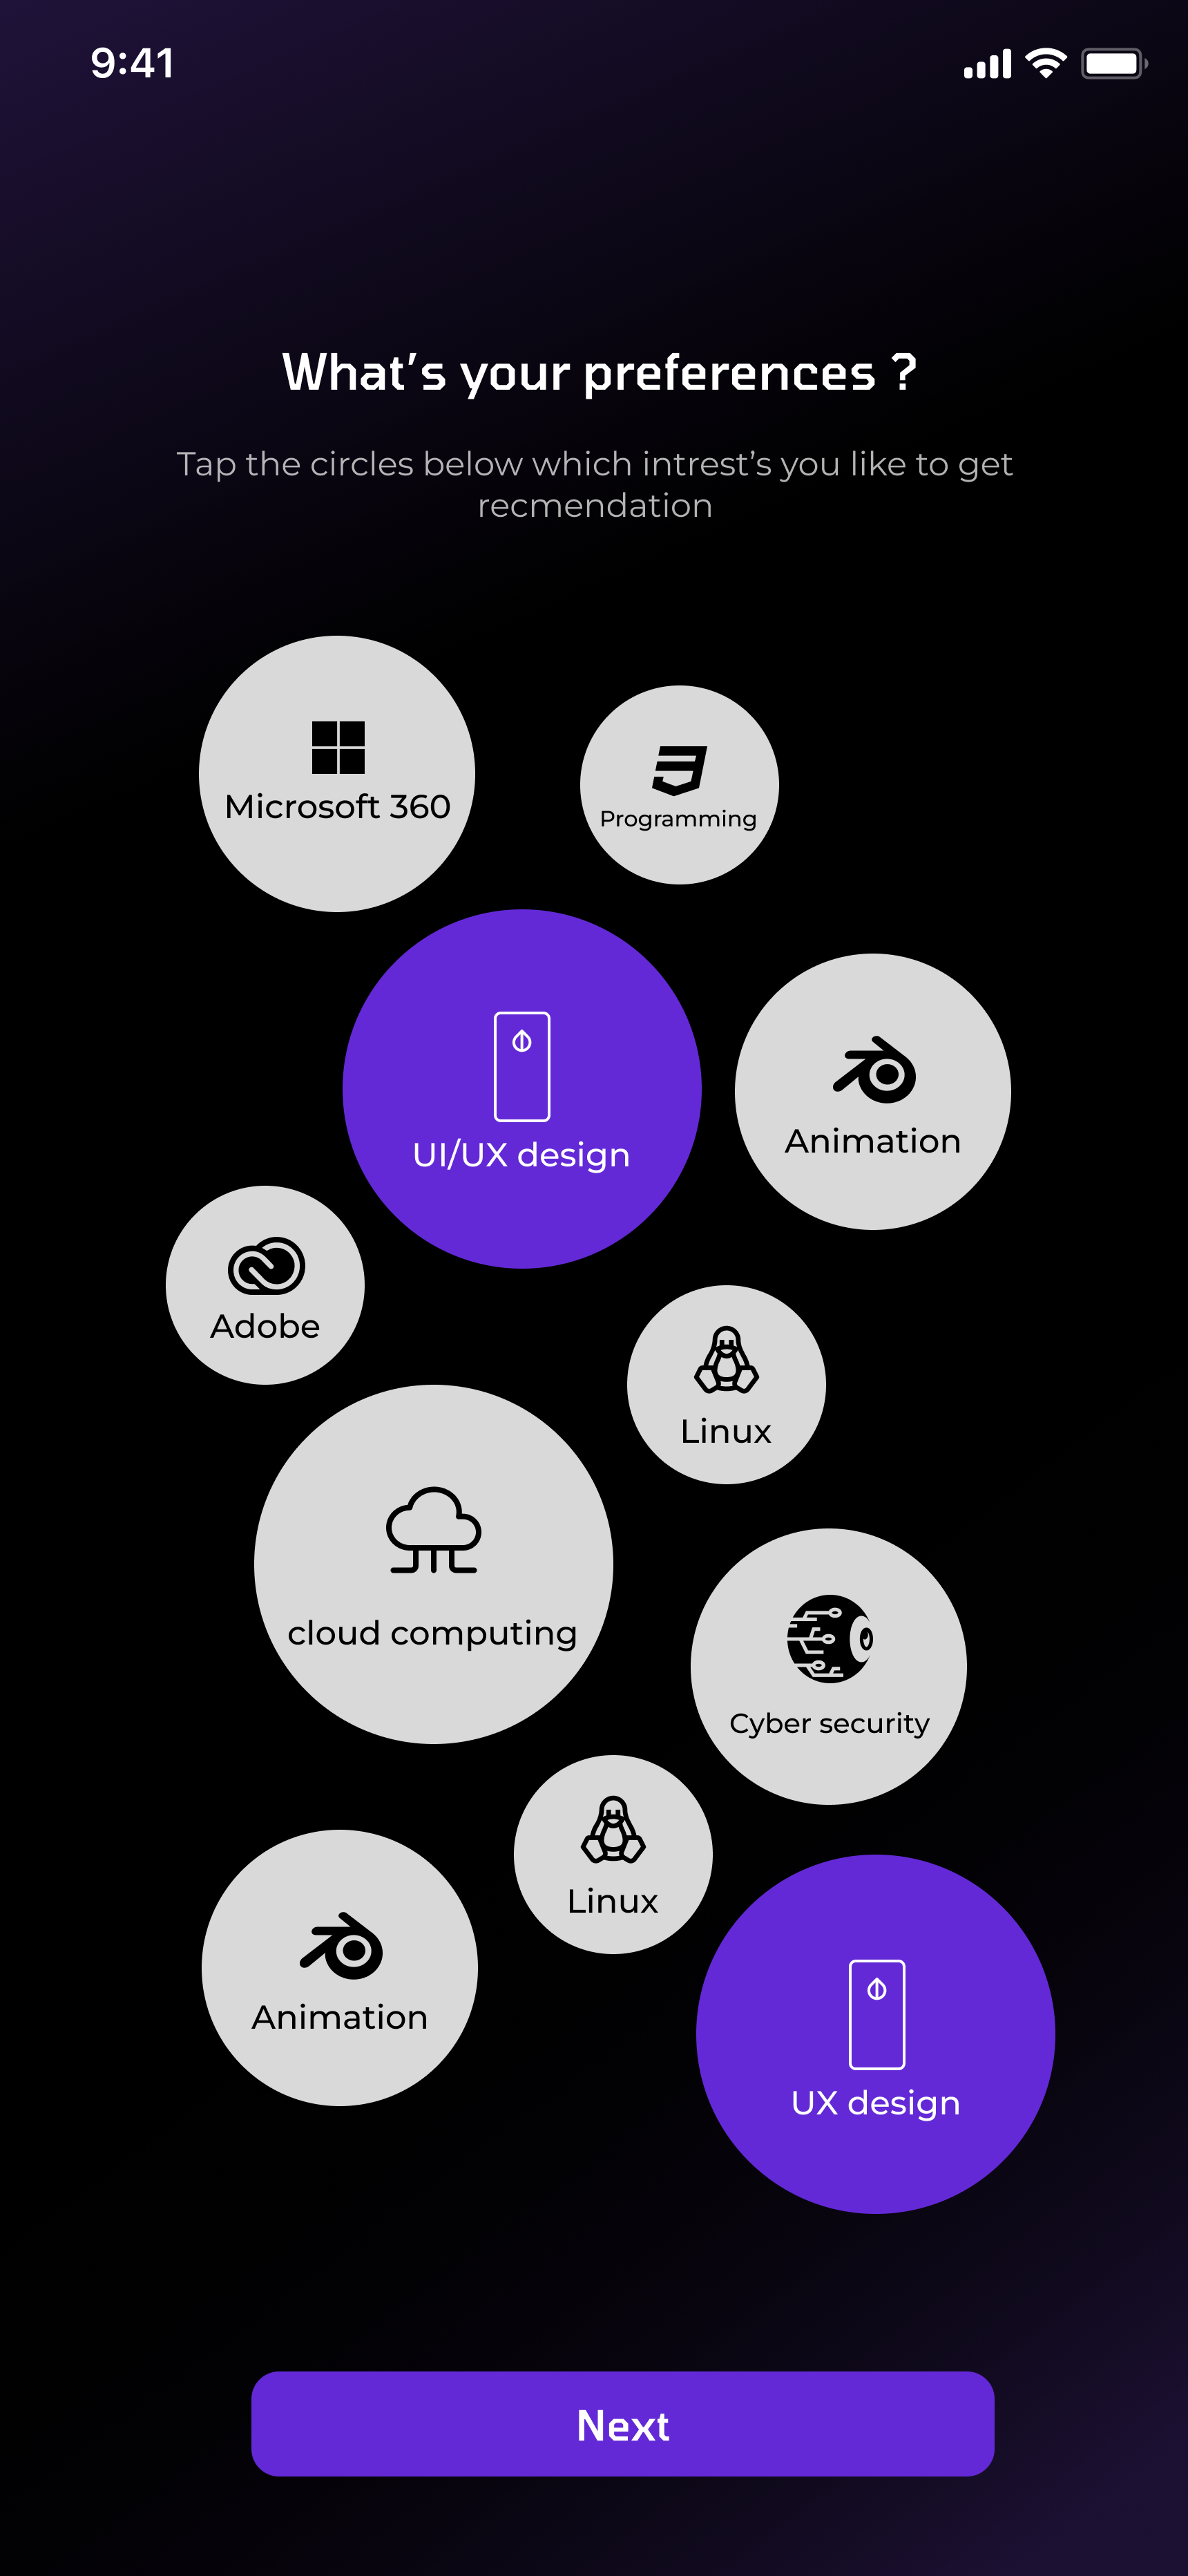 9:41
What's your preferences ?
Tap the circles below which intrest's you like to get
recmendation
Microsoft 360
Programming
UI/UX design
Animation
Adobe
Linux
cloud computing
Cyber security
Linux
Animation
UX design
Next